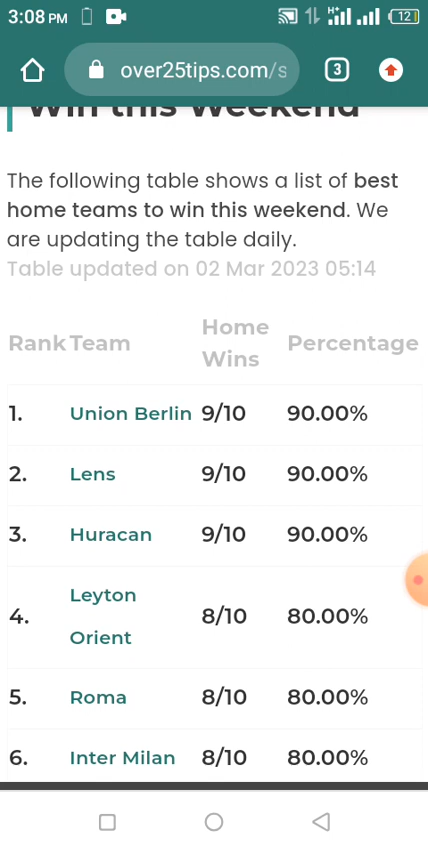 3:08 PM
H+
12
over25tips.com/s
3
Win this Weekend
The following table shows a list of best
home teams to win this weekend. We
are updating the table daily.
Table updated on 02 Mar 2023 05:14
Rank Team Home Wins Percentage
1. Union Berlin 9/10 90.00%
2. Lens 9/10 90.00%
3. Huracan 9/10 90.00%
4. Leyton Orient 8/10 80.00%
5. Roma 8/10 80.00%
6. Inter Milan 8/10 80.00%